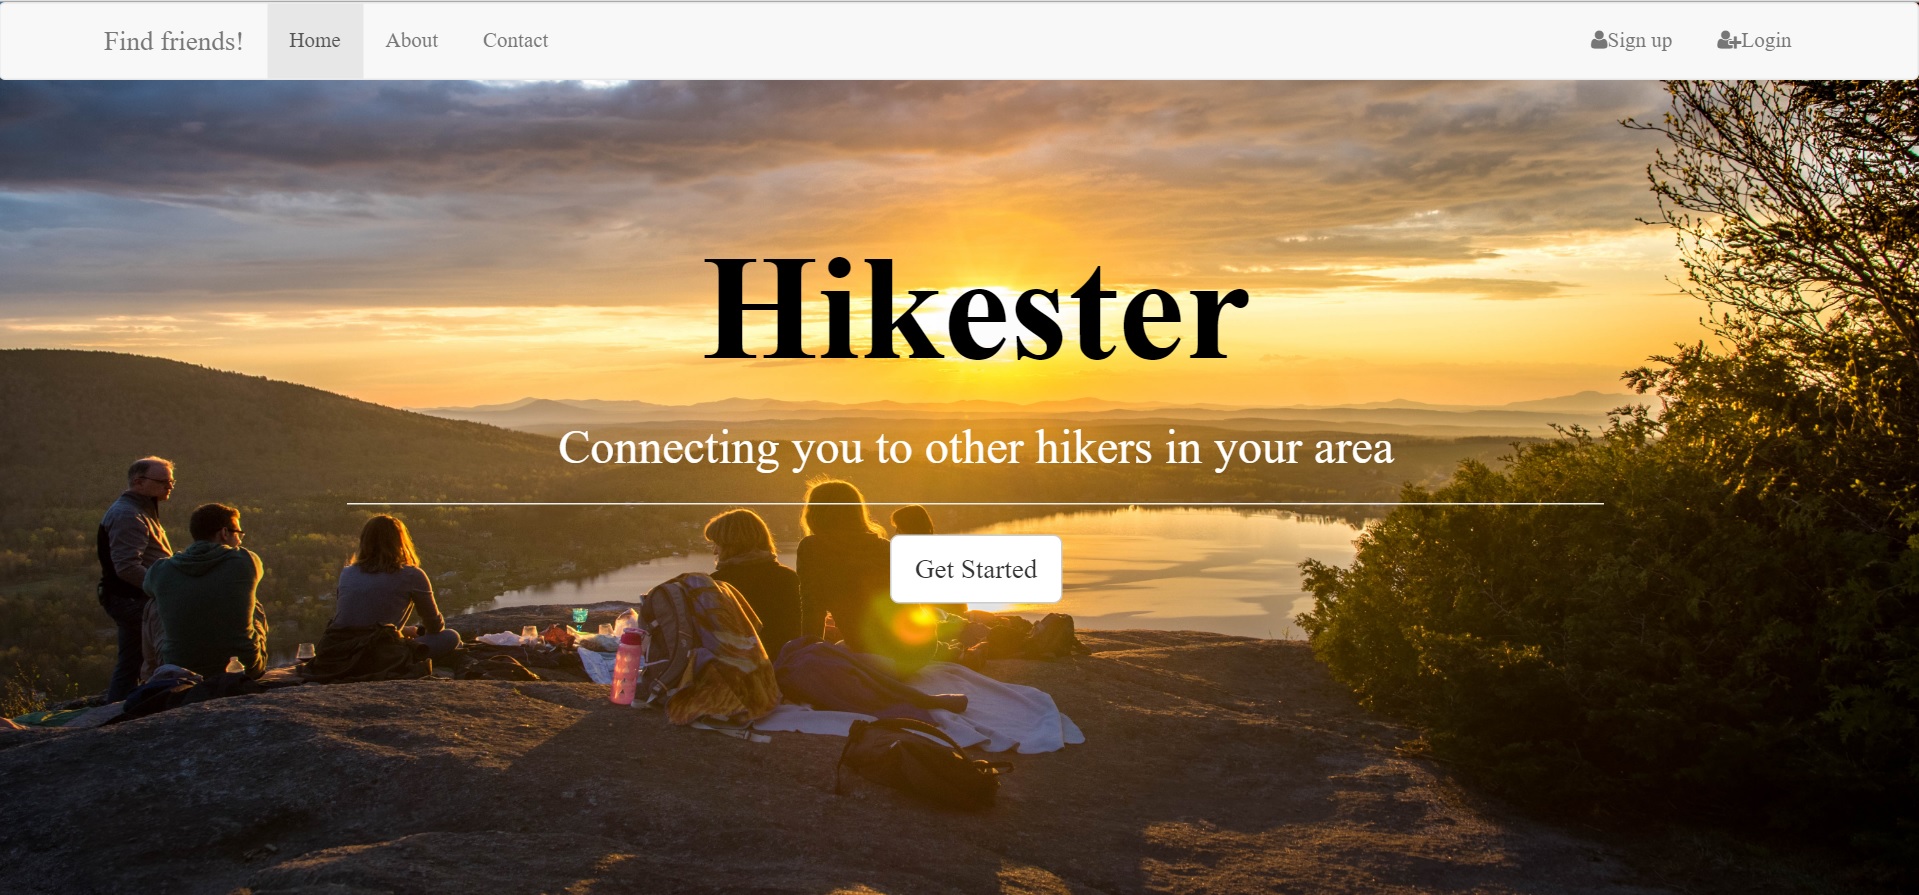 Find friends! Home About Contact Sign up Login
Hikester
Connecting you to other hikers in your area
Get Started